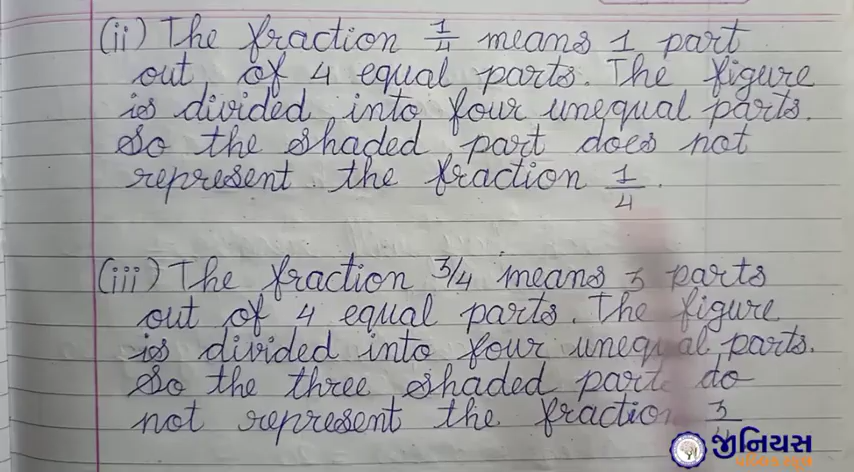 (ii) The fraction 1/4 means 1 part
out of 4 equal parts. The figure
is divided into four unequal parts.
So the shaded part does not
represent the fraction 1/4.
(iii) The fraction 3/4 means 3 parts
out of 4 equal parts. The figure
is divided into four unequal parts.
So the three shaded part do
not represent the fraction 3/4
જીનિયસ